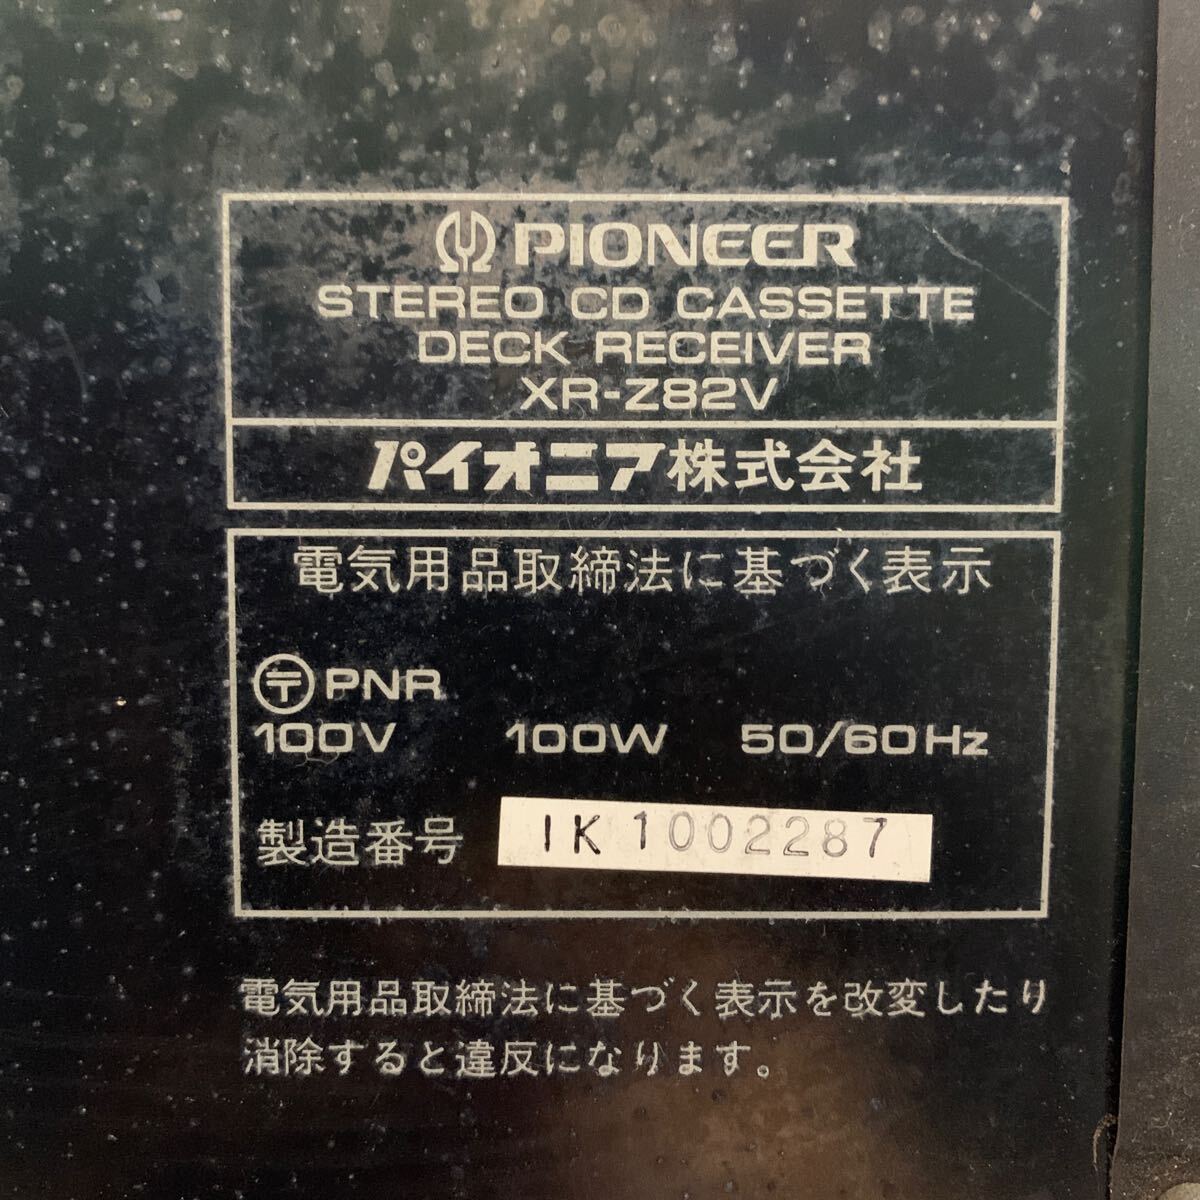 PIONEER
STEREO CD CASSETTE
DECK RECEIVER
XR-Z82V
パイオニア株式会社
電気用品取締法に基づく表示
〒 PNR
100V 100W 50/60Hz
製造番号 IK1002287
電気用品取締法に基づく表示を改変したり
消除すると違反になります。